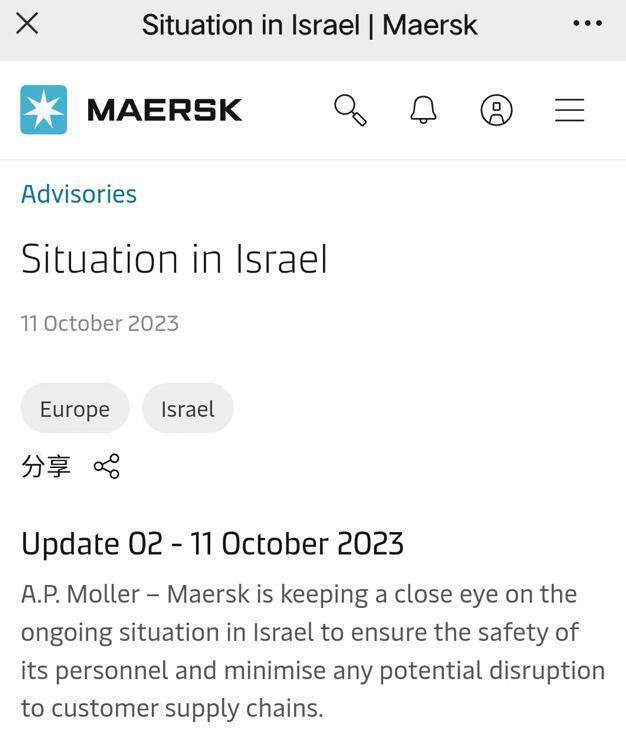 Situation in Israel | Maersk
MAERSK
Advisories
Situation in Israel
11 October 2023
Europe
Israel
分享
Update 02 - 11 October 2023
A.P. Moller – Maersk is keeping a close eye on the
ongoing situation in Israel to ensure the safety of
its personnel and minimise any potential disruption
to customer supply chains.